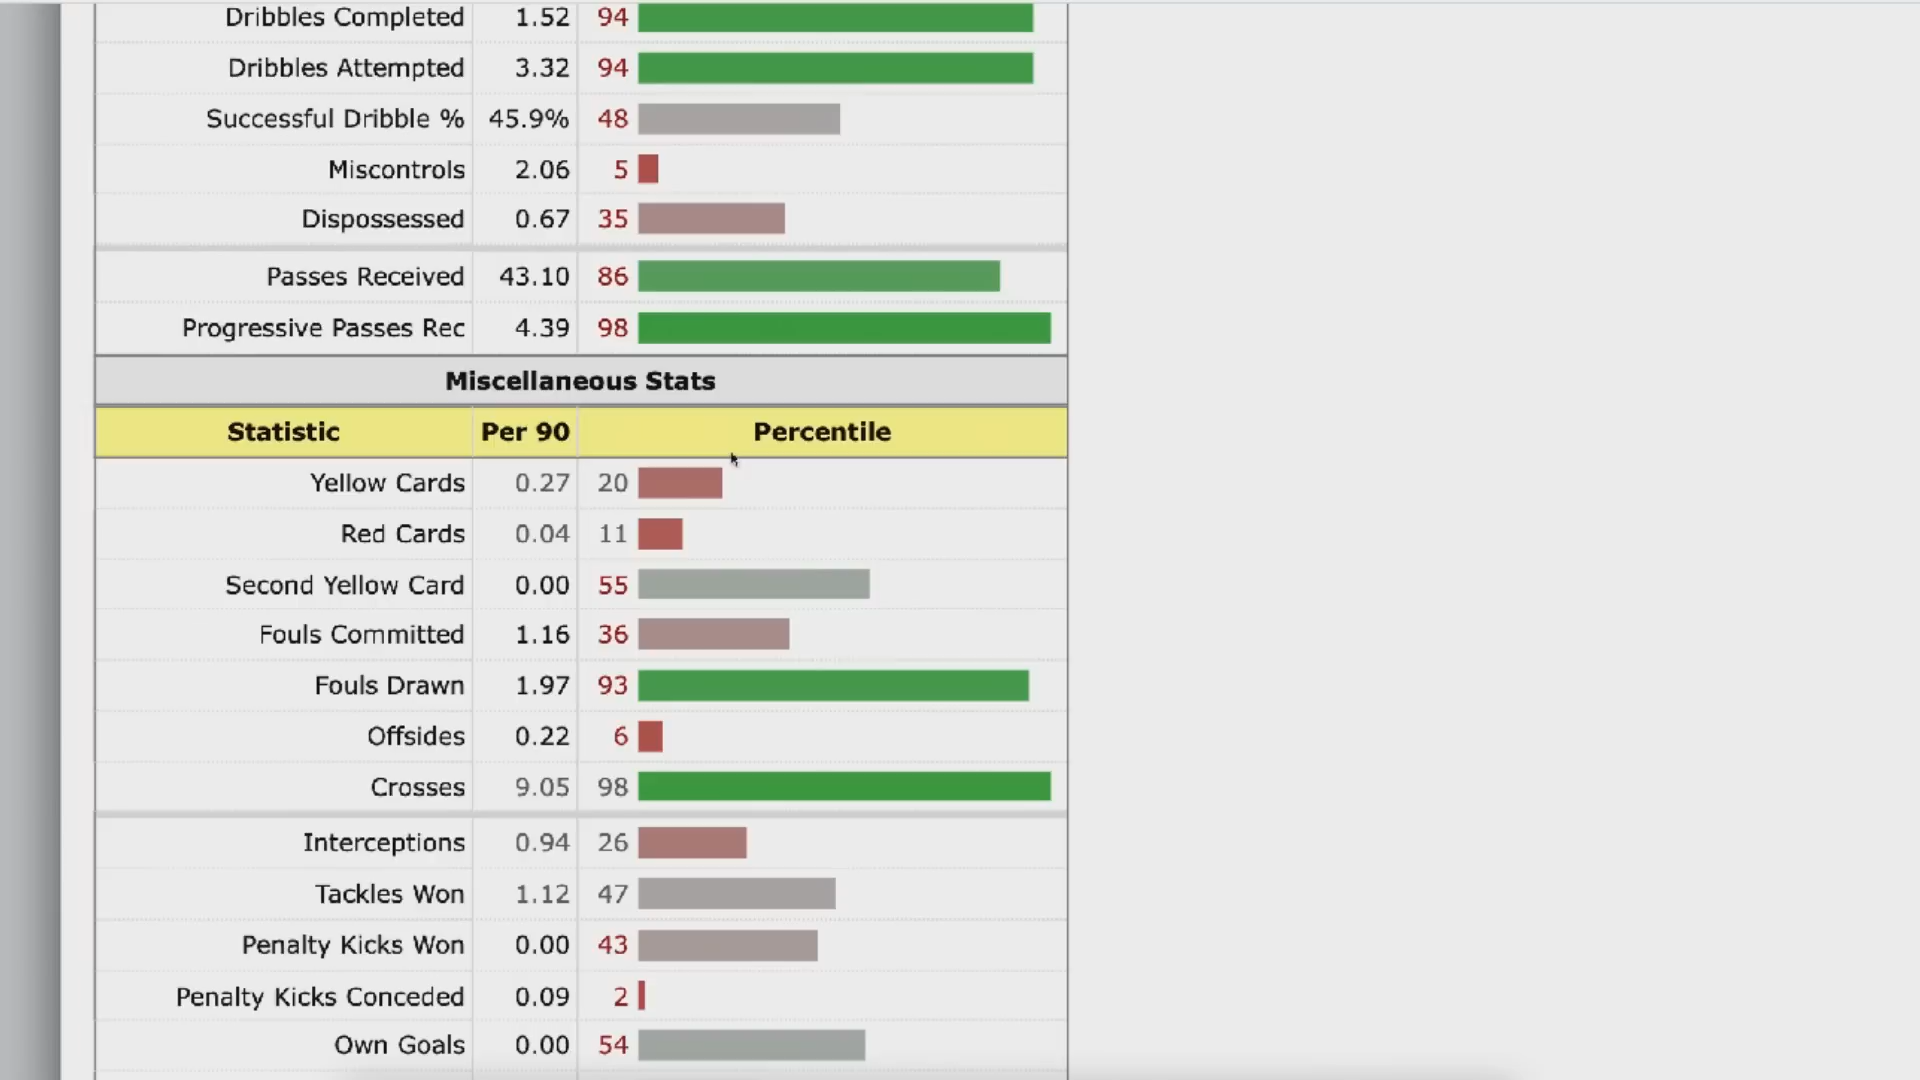 Dribbles Completed 1.52 94
Dribbles Attempted 3.32 94
Successful Dribble % 45.9% 48
Miscontrols 2.06 5
Dispossessed 0.67 35
Passes Received 43.10 86
Progressive Passes Rec 4.39 98
Miscellaneous Stats
Statistic Per 90 Percentile
Yellow Cards 0.27 20
Red Cards 0.04 11
Second Yellow Card 0.00 55
Fouls Committed 1.16 36
Fouls Drawn 1.97 93
Offsides 0.22 6
Crosses 9.05 98
Interceptions 0.94 26
Tackles Won 1.12 47
Penalty Kicks Won 0.00 43
Penalty Kicks Conceded 0.09 2
Own Goals 0.00 54